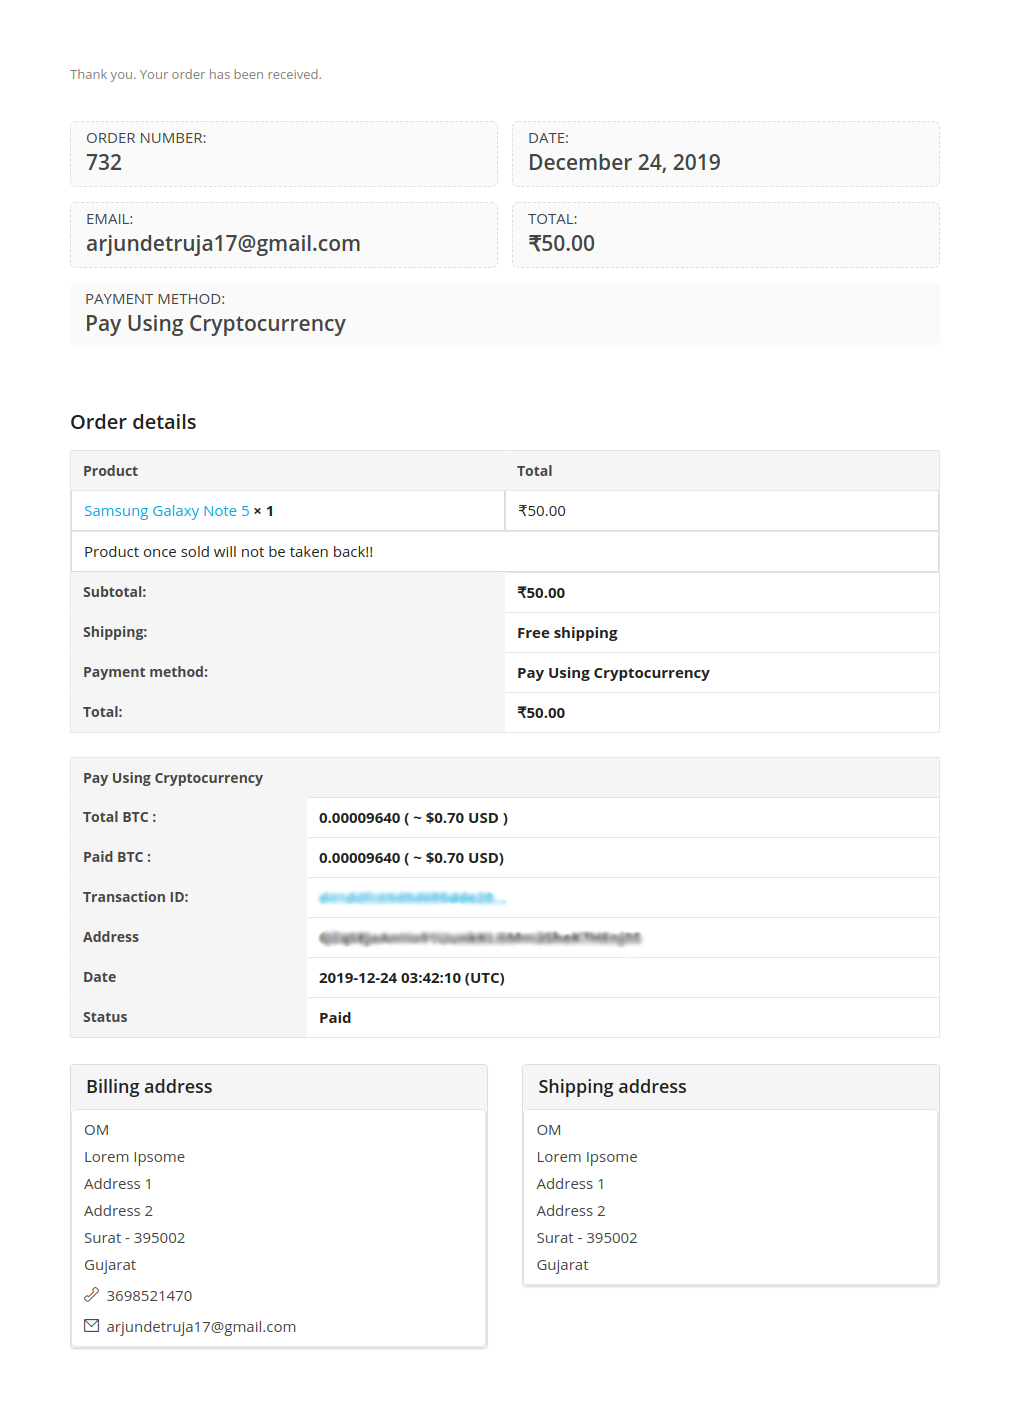 Thank you. Your order has been received.
ORDER NUMBER:
732
DATE:
December 24, 2019
EMAIL:
arjundetruja17@gmail.com
TOTAL:
₹50.00
PAYMENT METHOD:
Pay Using Cryptocurrency
Order details
Product Total
Samsung Galaxy Note 5 × 1 ₹50.00
Product once sold will not be taken back!!
Subtotal: ₹50.00
Shipping: Free shipping
Payment method: Pay Using Cryptocurrency
Total: ₹50.00
Pay Using Cryptocurrency
Total BTC : 0.00009640 ( ~ $0.70 USD )
Paid BTC : 0.00009640 ( ~ $0.70 USD)
Transaction ID:
Address
Date 2019-12-24 03:42:10 (UTC)
Status Paid
Billing address
OM
Lorem Ipsome
Address 1
Address 2
Surat - 395002
Gujarat
3698521470
arjundetruja17@gmail.com
Shipping address
OM
Lorem Ipsome
Address 1
Address 2
Surat - 395002
Gujarat